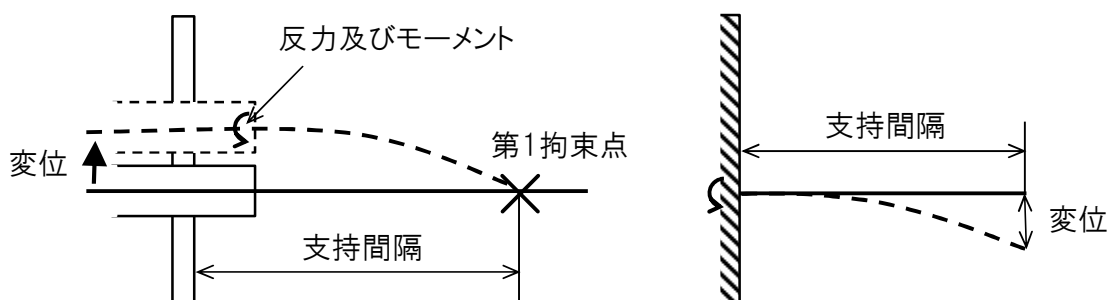 反力及びモーメント
変位
第1拘束点
支持間隔
支持間隔
変位